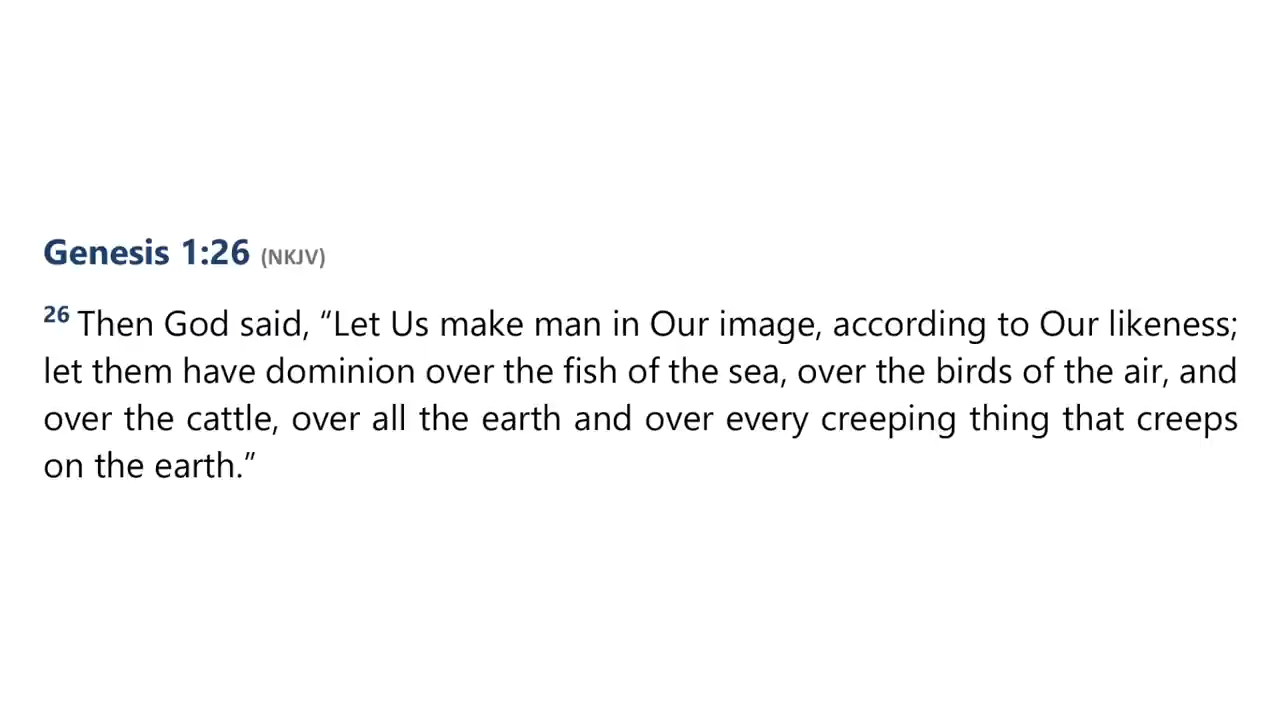 Genesis 1:26 (NKJV)
26 Then God said, “Let Us make man in Our image, according to Our likeness;
let them have dominion over the fish of the sea, over the birds of the air, and
over the cattle, over all the earth and over every creeping thing that creeps
on the earth.”